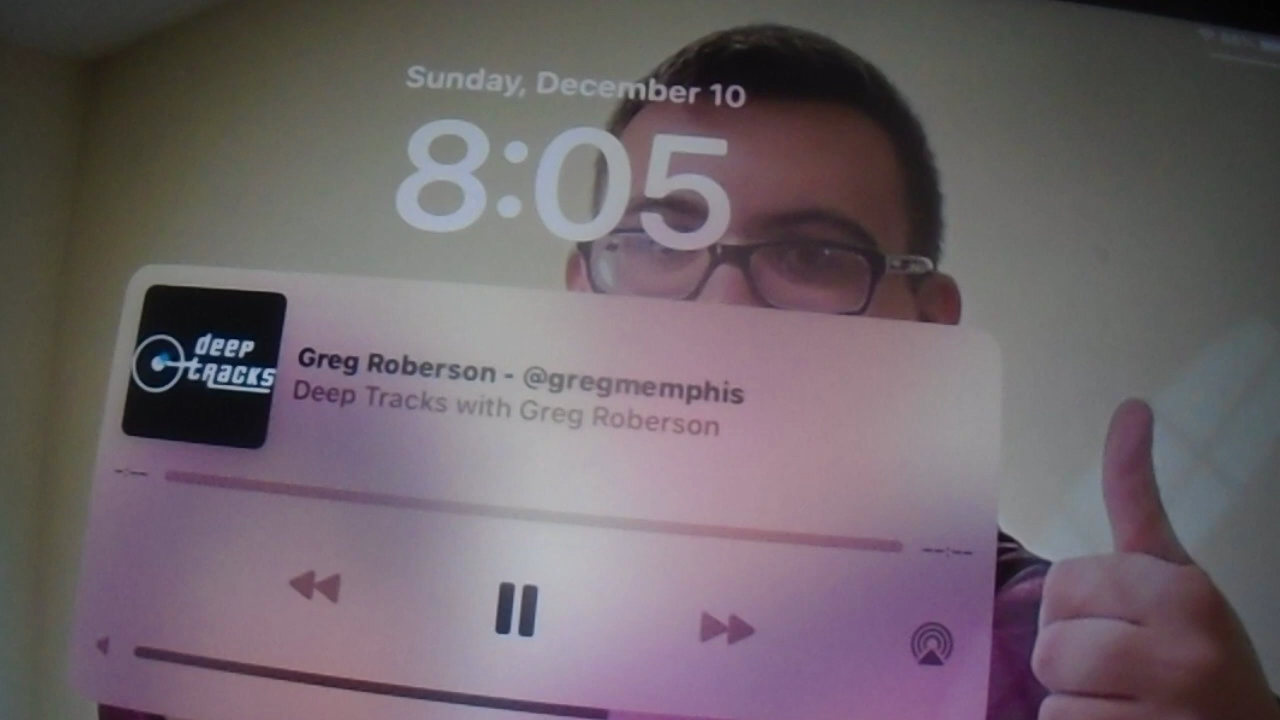 Sunday, December 10
8:05
deep
tracks
Greg Roberson - @gregmemphis
Deep Tracks with Greg Roberson
--:--
--:--